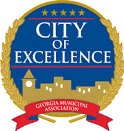 CITY
OF
EXCELLENCE
GEORGIA MUNICIPAL
ASSOCIATION